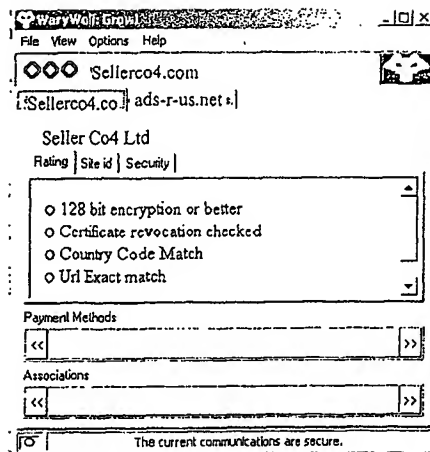 WaryWolf: Growl
File View Options Help
Sellerco4.com
Sellerco4.co ads-r-us.net
Seller Co4 Ltd
Rating Site id Security
128 bit encryption or better
Certificate revocation checked
Country Code Match
Url Exact match
Payment Methods
<< >>
Associations
<< >>
The current communications are secure.